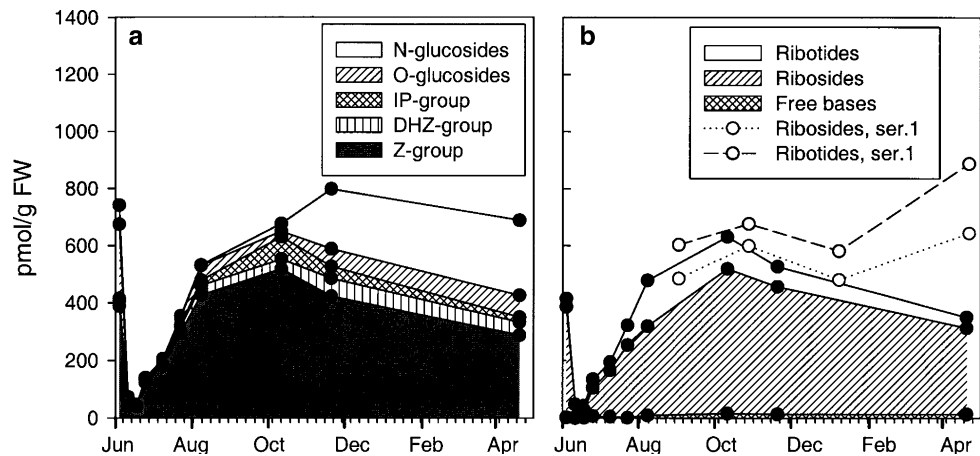 pmol/g FW
1400
1200
1000
800
600
400
200
0
a
N-glucosides
O-glucosides
IP-group
DHZ-group
Z-group
Jun Aug Oct Dec Feb Apr
b
Ribotides
Ribosides
Free bases
Ribosides, ser.1
Ribotides, ser.1
Jun Aug Oct Dec Feb Apr